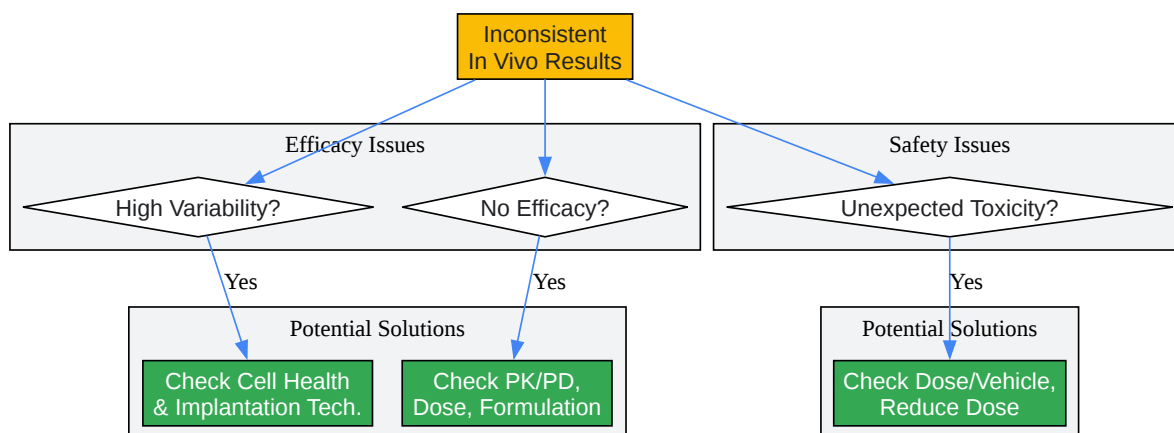 Inconsistent
In Vivo Results
Efficacy Issues
Safety Issues
High Variability?
No Efficacy?
Unexpected Toxicity?
Yes
Yes
Yes
Potential Solutions
Potential Solutions
Check Cell Health
& Implantation Tech.
Check PK/PD,
Dose, Formulation
Check Dose/Vehicle,
Reduce Dose